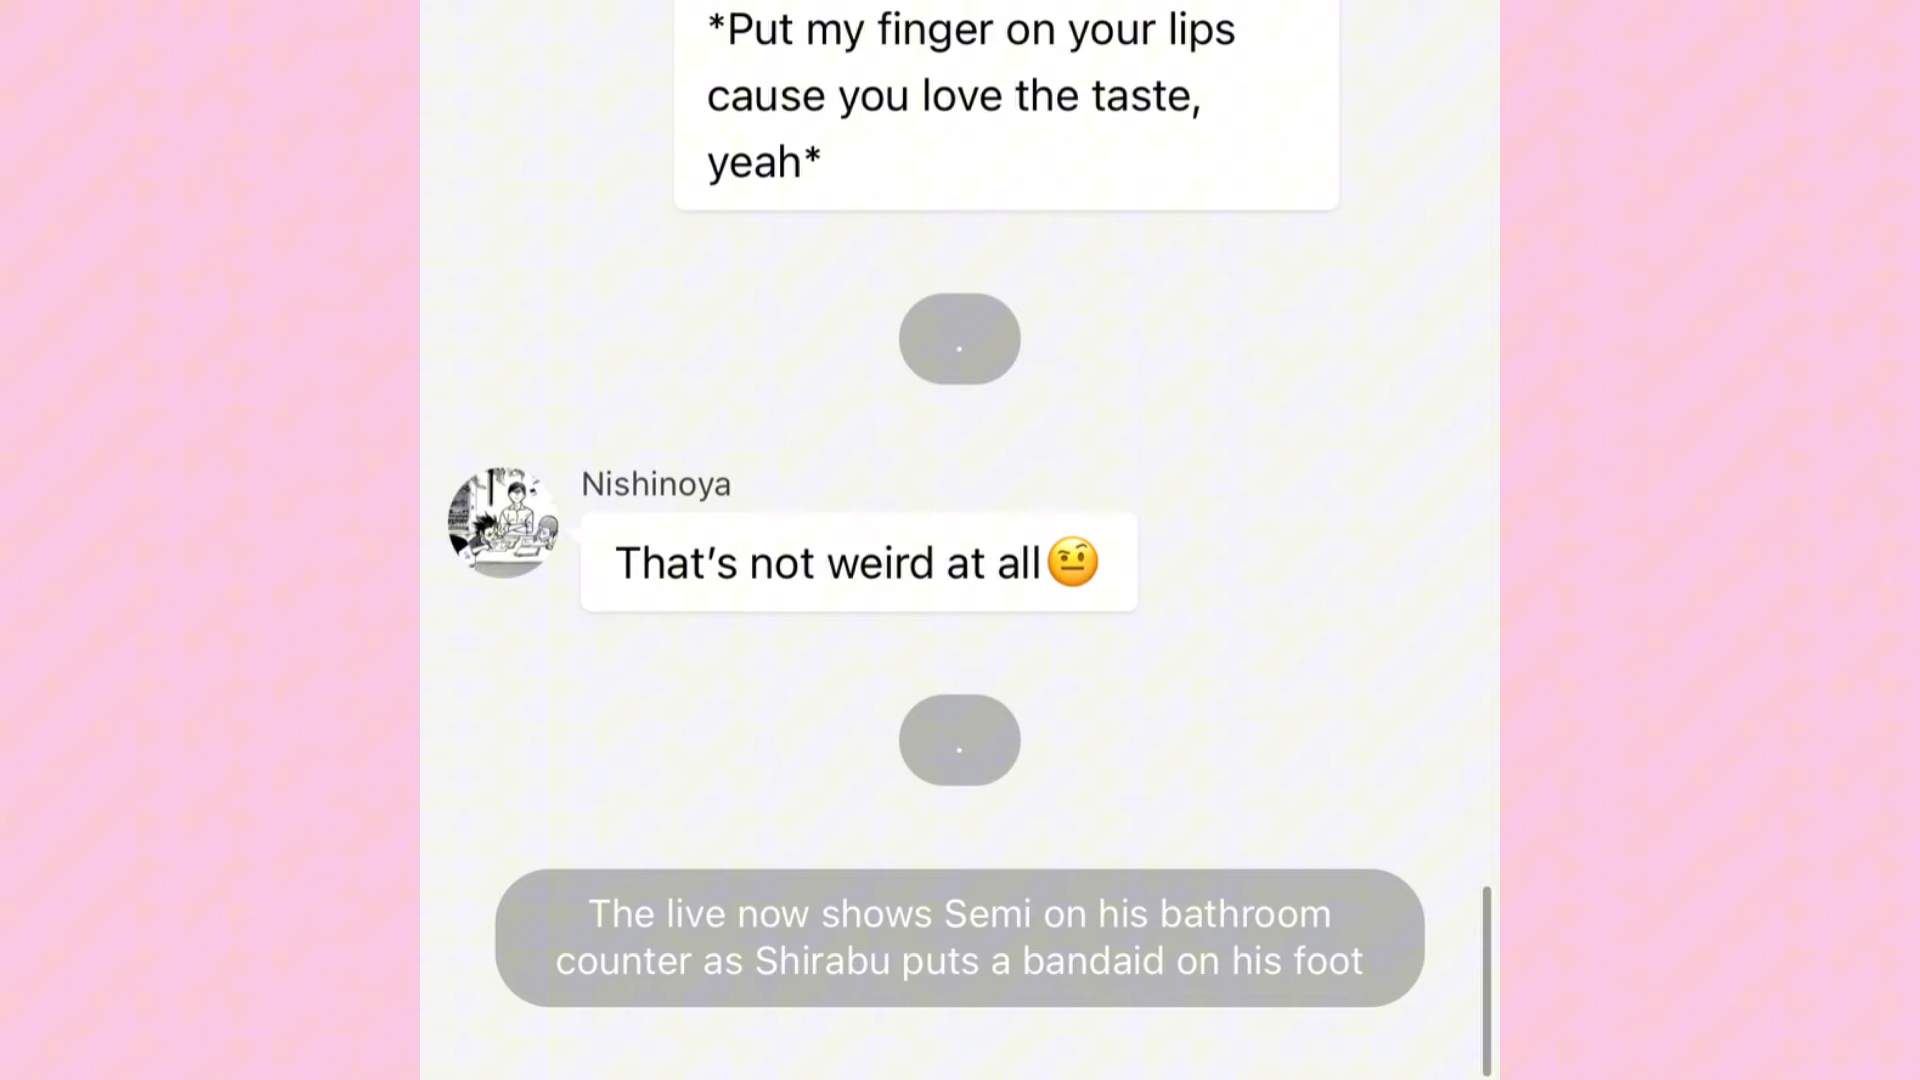 *Put my finger on your lips
cause you love the taste,
yeah*
.
Nishinoya
That's not weird at all🤨
.
The live now shows Semi on his bathroom
counter as Shirabu puts a bandaid on his foot